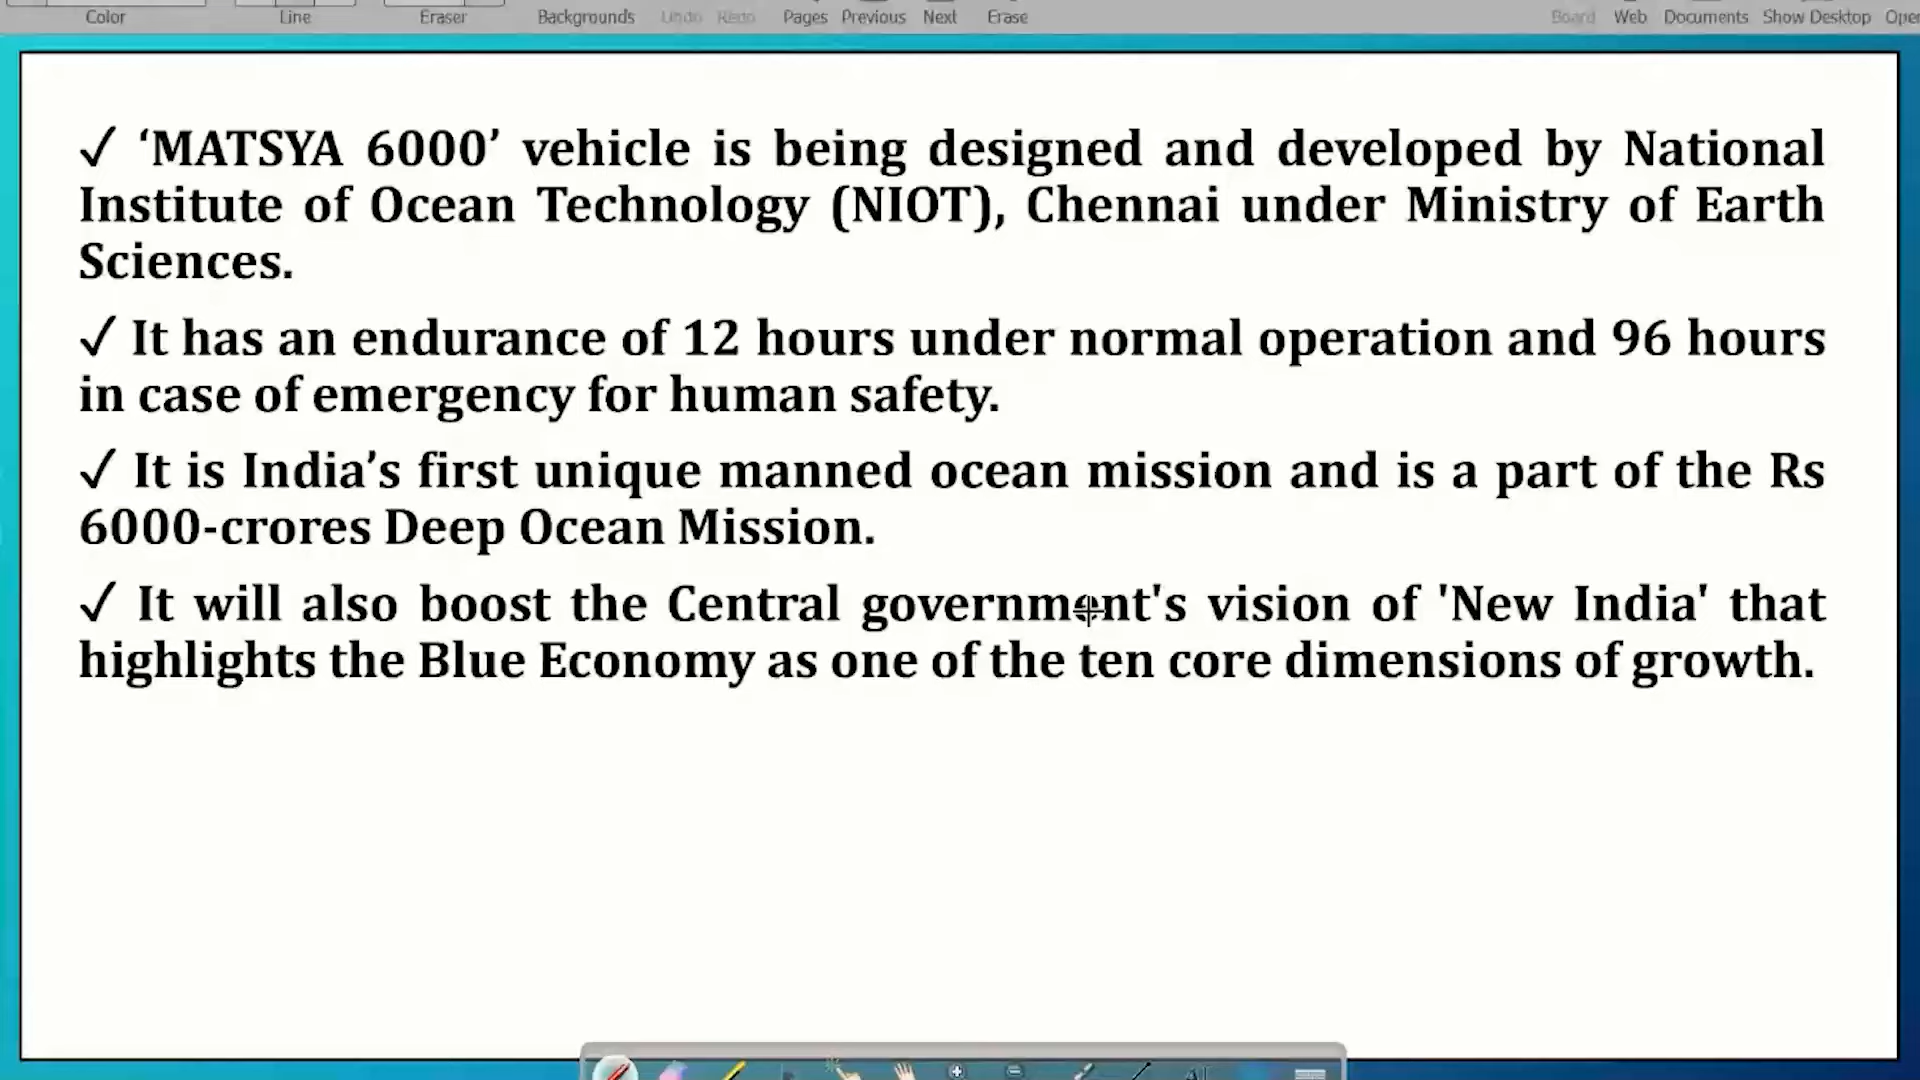 Color Line Eraser Backgrounds Undo Redo Pages Previous Next Erase Board Web Documents Show Desktop
✓ ‘MATSYA 6000’ vehicle is being designed and developed by National
Institute of Ocean Technology (NIOT), Chennai under Ministry of Earth
Sciences.
✓ It has an endurance of 12 hours under normal operation and 96 hours
in case of emergency for human safety.
✓ It is India’s first unique manned ocean mission and is a part of the Rs
6000-crores Deep Ocean Mission.
✓ It will also boost the Central government's vision of 'New India' that
highlights the Blue Economy as one of the ten core dimensions of growth.